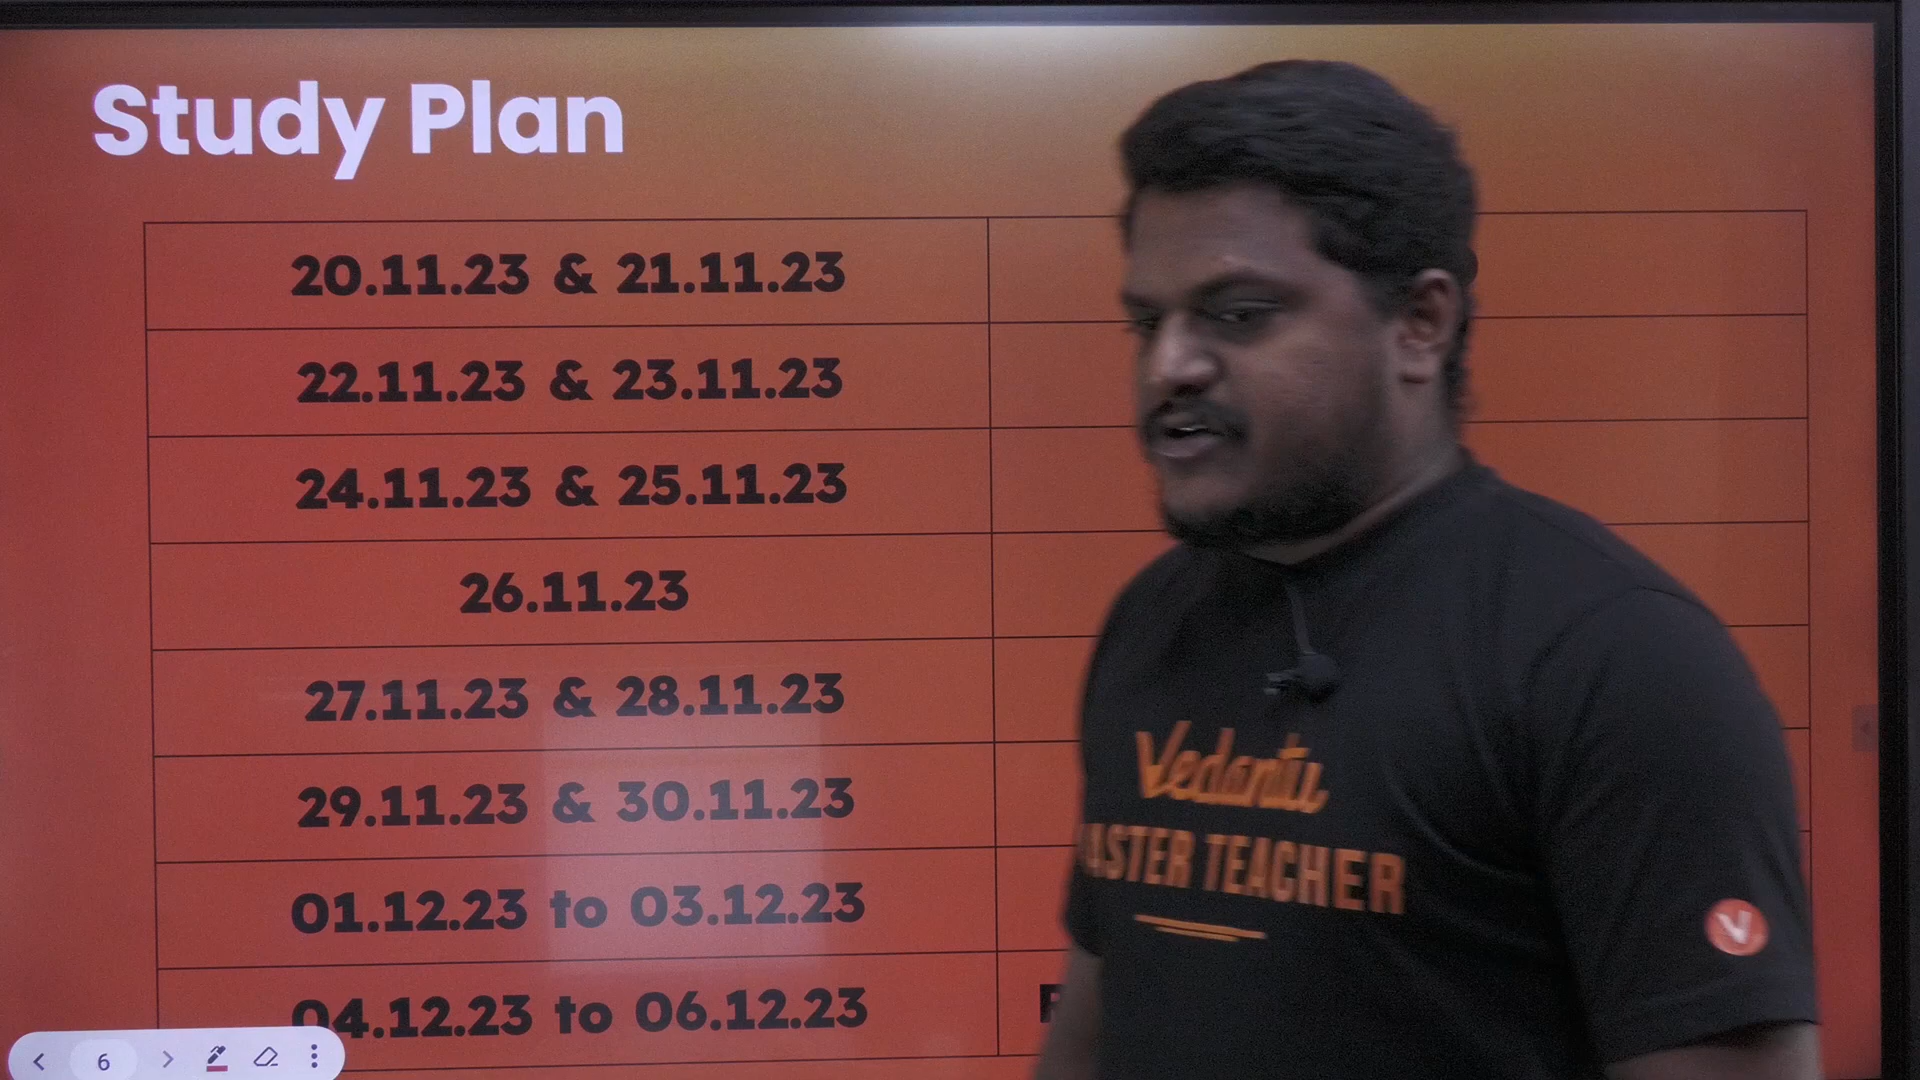 Study Plan
20.11.23 & 21.11.23
22.11.23 & 23.11.23
24.11.23 & 25.11.23
26.11.23
27.11.23 & 28.11.23
29.11.23 & 30.11.23
01.12.23 to 03.12.23
04.12.23 to 06.12.23
6
Vedantu
ASTER TEACHER
V